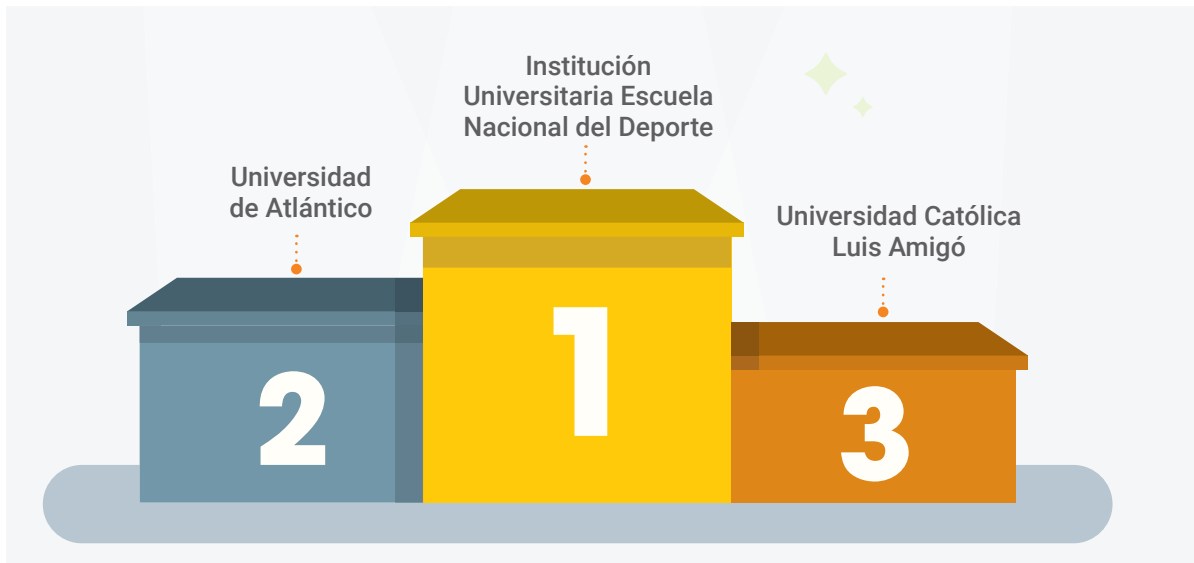 Institución
Universitaria Escuela
Nacional del Deporte
Universidad
de Atlántico
Universidad Católica
Luis Amigó
1
2
3